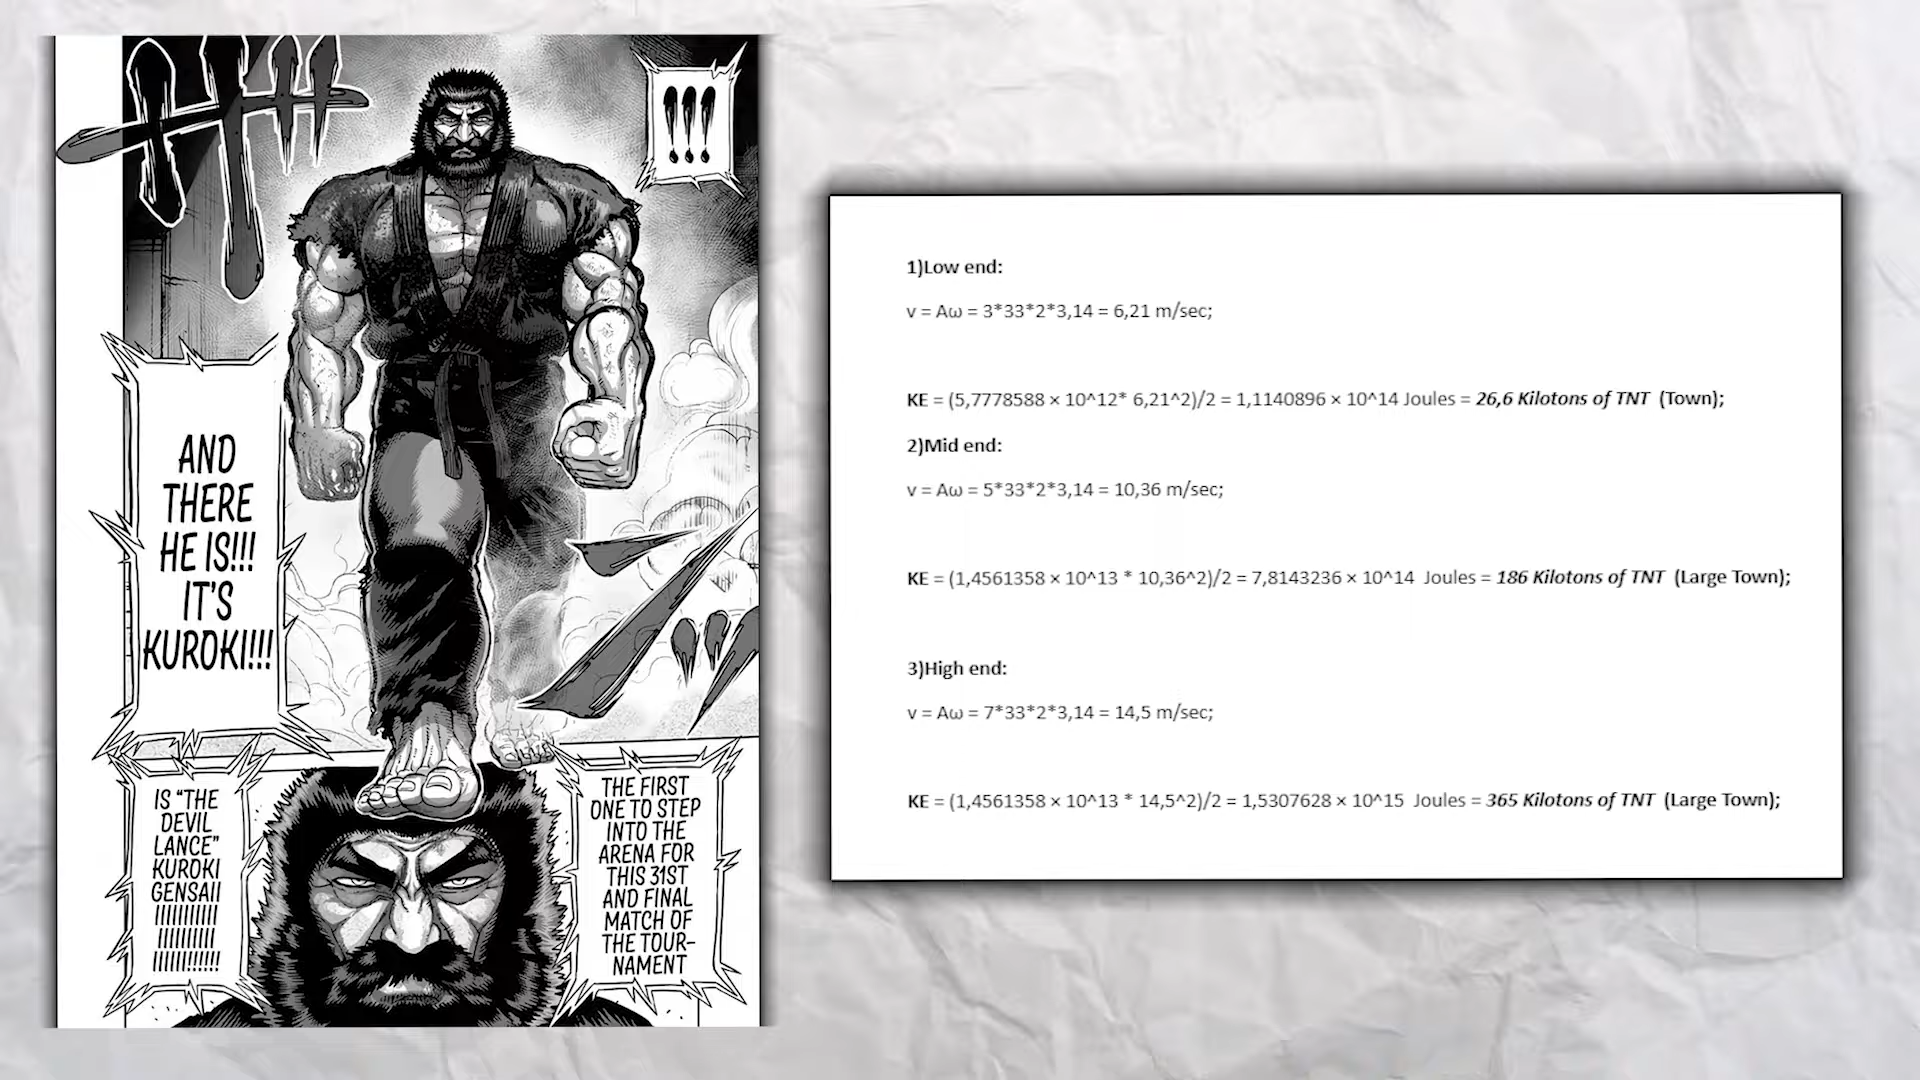 !!!
AND
THERE
HE IS!!!
IT'S
KUROKI!!!
IS “THE
DEVIL
LANCE”
KUROKI
GENSAII
IIIIIIIIIII
IIIIIIIIII
IIIIII!!!!!!
THE FIRST
ONE TO STEP
INTO THE
ARENA FOR
THIS 31ST
AND FINAL
MATCH OF
THE TOUR-
NAMENT
1)Low end:
v = Aω = 3*33*2*3,14 = 6,21 m/sec;
KE = (5,7778588 × 10^12* 6,21^2)/2 = 1,1140896 × 10^14 Joules = 26,6 Kilotons of TNT (Town);
2)Mid end:
v = Aω = 5*33*2*3,14 = 10,36 m/sec;
KE = (1,4561358 × 10^13 * 10,36^2)/2 = 7,8143236 × 10^14 Joules = 186 Kilotons of TNT (Large Town);
3)High end:
v = Aω = 7*33*2*3,14 = 14,5 m/sec;
KE = (1,4561358 × 10^13 * 14,5^2)/2 = 1,5307628 × 10^15 Joules = 365 Kilotons of TNT (Large Town);